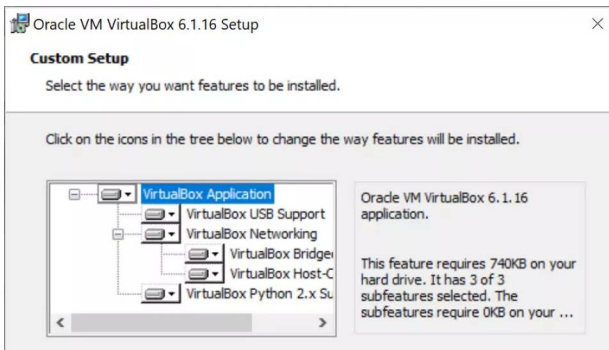 Oracle VM VirtualBox 6.1.16 Setup
Custom Setup
Select the way you want features to be installed.
Click on the icons in the tree below to change the way features will be installed.
VirtualBox Application
VirtualBox USB Support
VirtualBox Networking
VirtualBox Bridge
VirtualBox Host-C
VirtualBox Python 2.x Su
Oracle VM VirtualBox 6.1.16
application.
This feature requires 740KB on your
hard drive. It has 3 of 3
subfeatures selected. The
subfeatures require 0KB on your ...